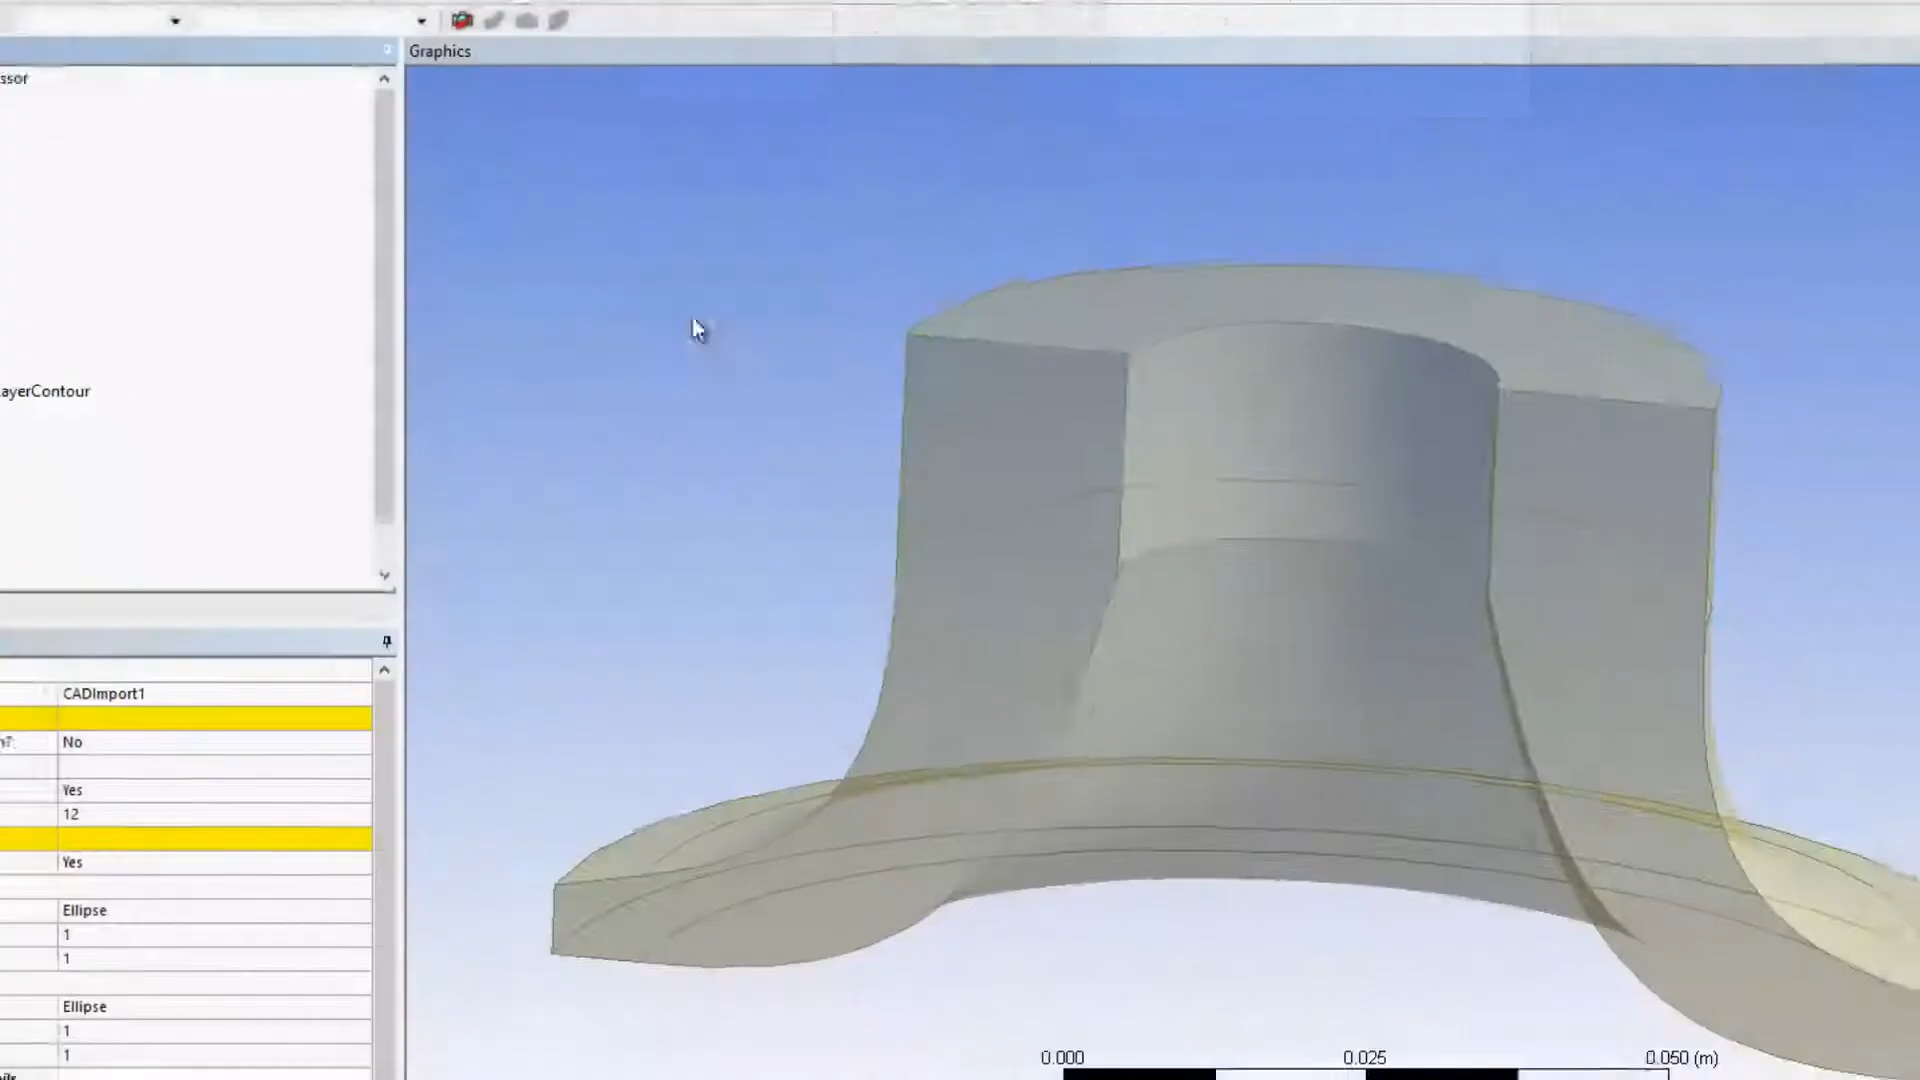 Graphics
ssor
ayerContour
CADImport1
No
Yes
12
Yes
Ellipse
1
1
Ellipse
1
1
0.000 0.025 0.050 (m)